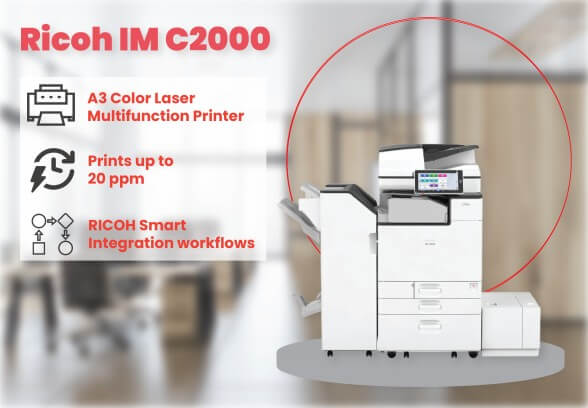 Ricoh IM C2000
A3 Color Laser
Multifunction Printer
Prints up to
20 ppm
RICOH Smart
Integration workflows